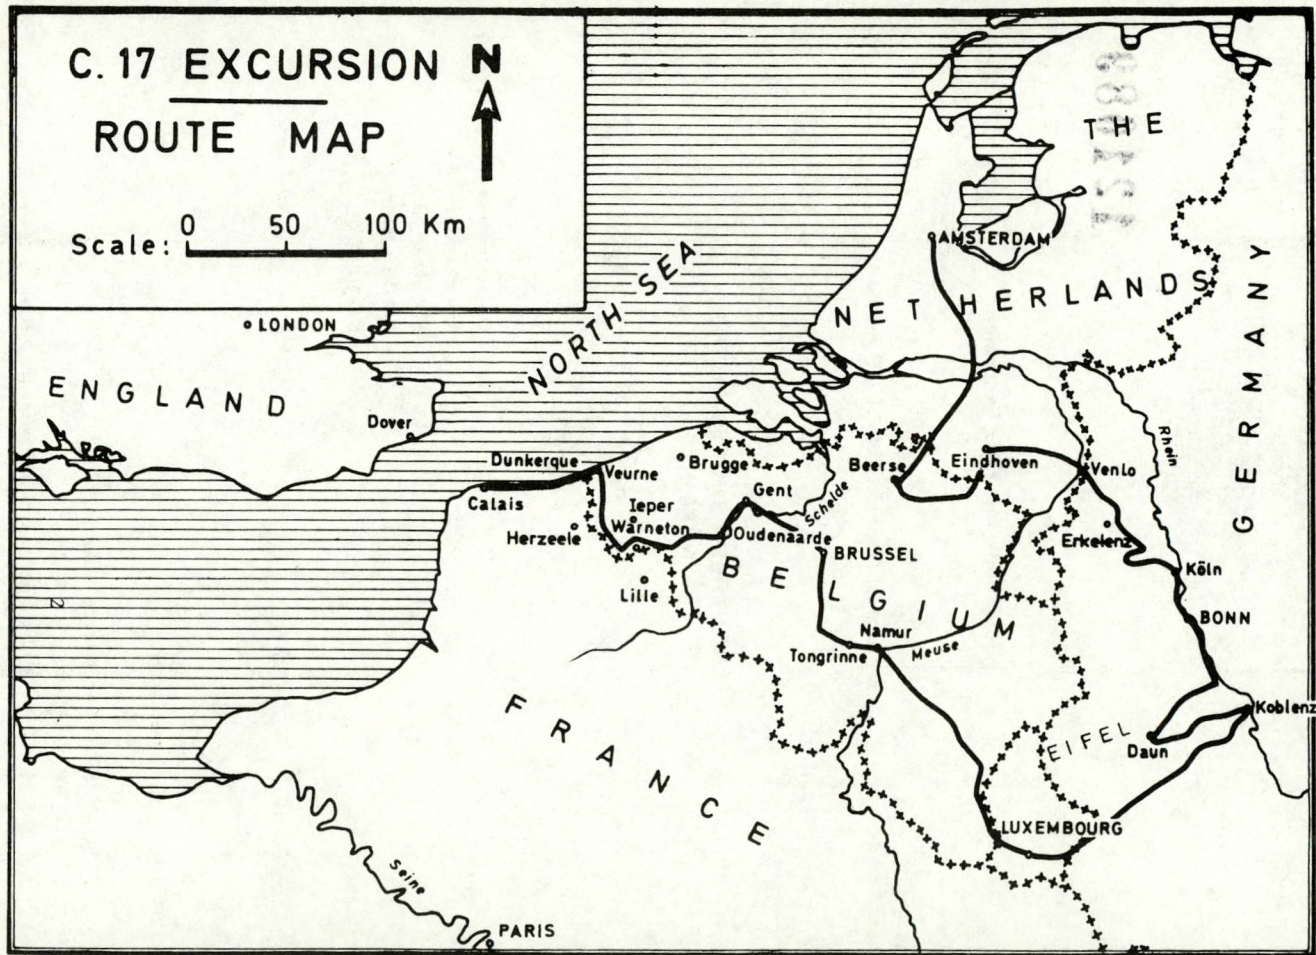 C. 17 EXCURSION
ROUTE MAP
N
Scale: 0 50 100 Km
THE
NETHERLANDS
AMSTERDAM
GERMANY
NORTH SEA
LONDON
ENGLAND
Dover
Dunkerque
Veurne
Calais
Brugge
Gent
Schelde
Beerse
Eindhoven
Venlo
Rhein
Ieper
Warneton
Herzeele
Oudenaarde
Erkelenz
BRUSSEL
BELGIUM
Köln
Lille
BONN
Namur
Tongrinne
Meuse
FRANCE
Koblenz
EIFEL
Daun
LUXEMBOURG
Seine
PARIS
2